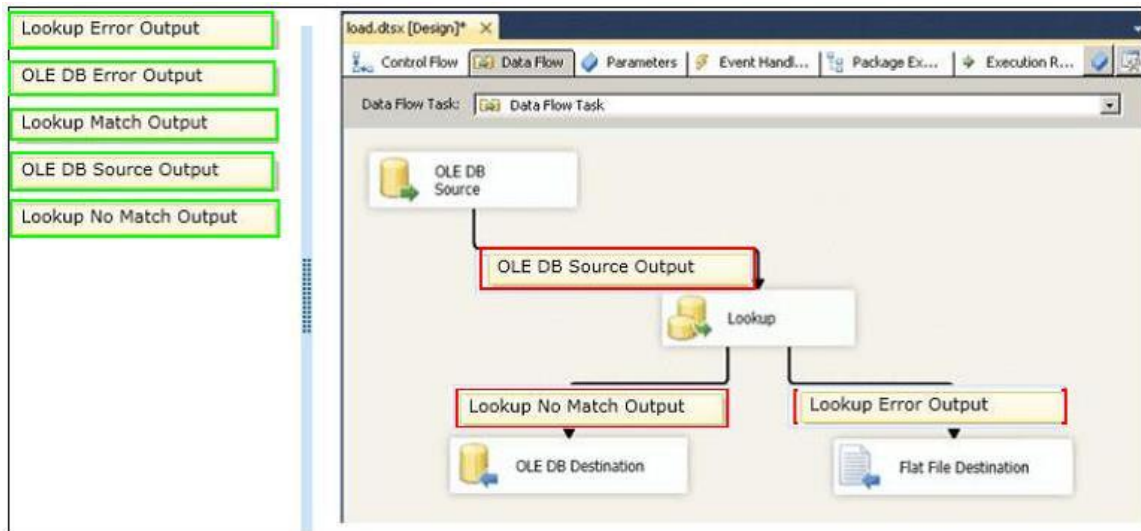 Lookup Error Output
OLE DB Error Output
Lookup Match Output
OLE DB Source Output
Lookup No Match Output
load.dtsx [Design]*
Control Flow
Data Flow
Parameters
Event Handl...
Package Ex...
Execution R...
Data Flow Task:
Data Flow Task
OLE DB
Source
OLE DB Source Output
Lookup
Lookup No Match Output
Lookup Error Output
OLE DB Destination
Flat File Destination